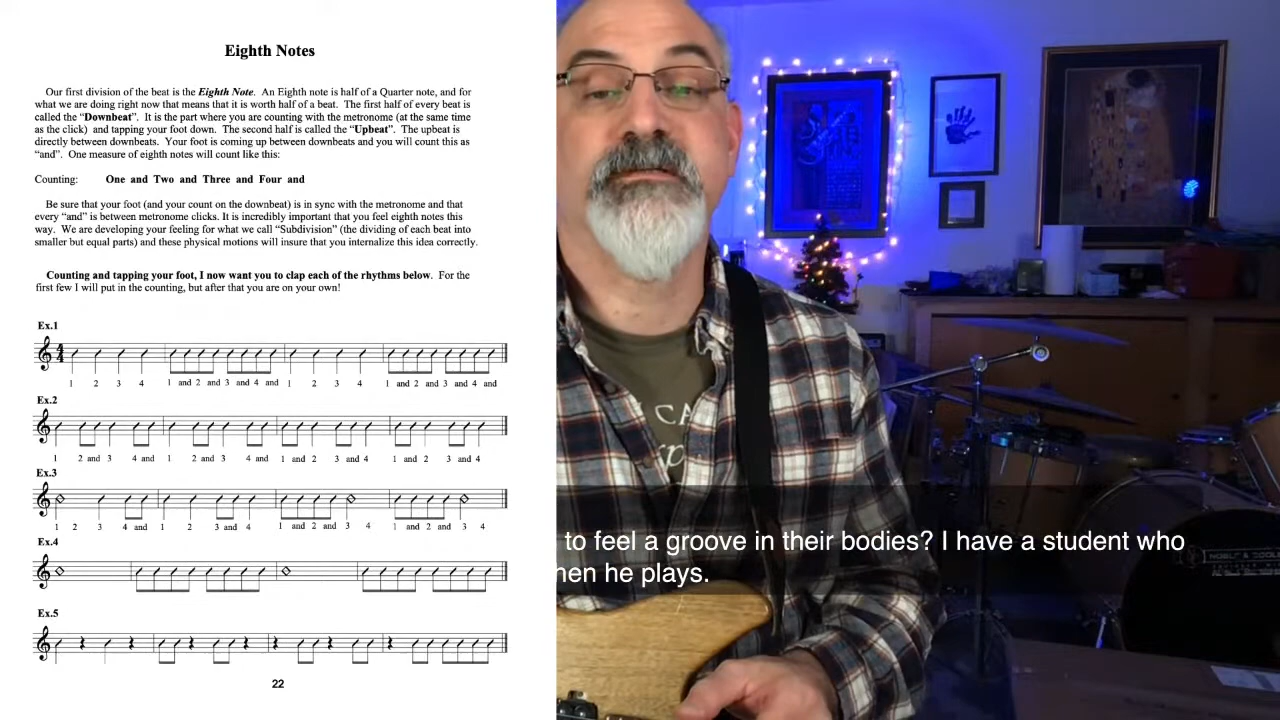 Eighth Notes
Our first division of the beat is the Eighth Note. An Eighth note is half of a Quarter note, and for
what we are doing right now that means that it is worth half of a beat. The first half of every beat is
called the “Downbeat”. It is the part where you are counting with the metronome (at the same time
as the click) and tapping your foot down. The second half is called the “Upbeat”. The upbeat is
directly between downbeats. Your foot is coming up between downbeats and you will count this as
“and”. One measure of eighth notes will count like this:
Counting: One and Two and Three and Four and
Be sure that your foot (and your count on the downbeat) is in sync with the metronome and that
every “and” is between metronome clicks. It is incredibly important that you feel eighth notes this
way. We are developing your feeling for what we call “Subdivision” (the dividing of each beat into
smaller but equal parts) and these physical motions will insure that you internalize this idea correctly.
Counting and tapping your foot, I now want you to clap each of the rhythms below. For the
first few I will put in the counting, but after that you are on your own!
Ex.1
4
4
1 2 3 4 1 and 2 and 3 and 4 and 1 2 3 4 1 and 2 and 3 and 4 and
Ex.2
1 2 and 3 4 and 1 2 and 3 4 and 1 and 2 3 and 4 1 and 2 3 and 4
Ex.3
1 2 3 4 and 1 2 3 and 4 1 and 2 and 3 4 1 and 2 and 3 4
Ex.4
Ex.5
22
to feel a groove in their bodies? I have a student who
hen he plays.